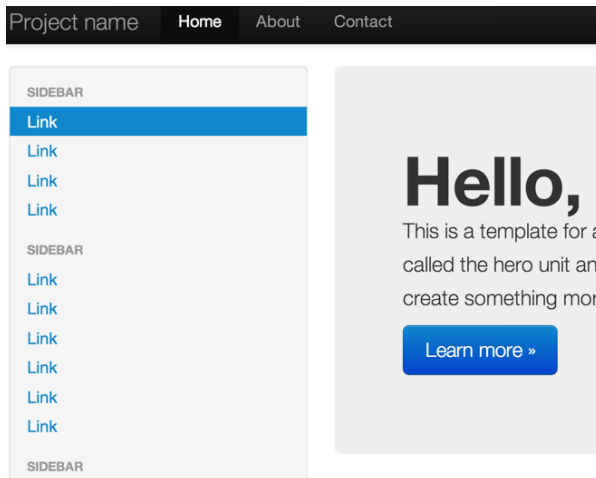 Project name Home About Contact
SIDEBAR
Link
Link
Link
Link
SIDEBAR
Link
Link
Link
Link
Link
Link
SIDEBAR
Hello,
This is a template for a
called the hero unit an
create something mor
Learn more »